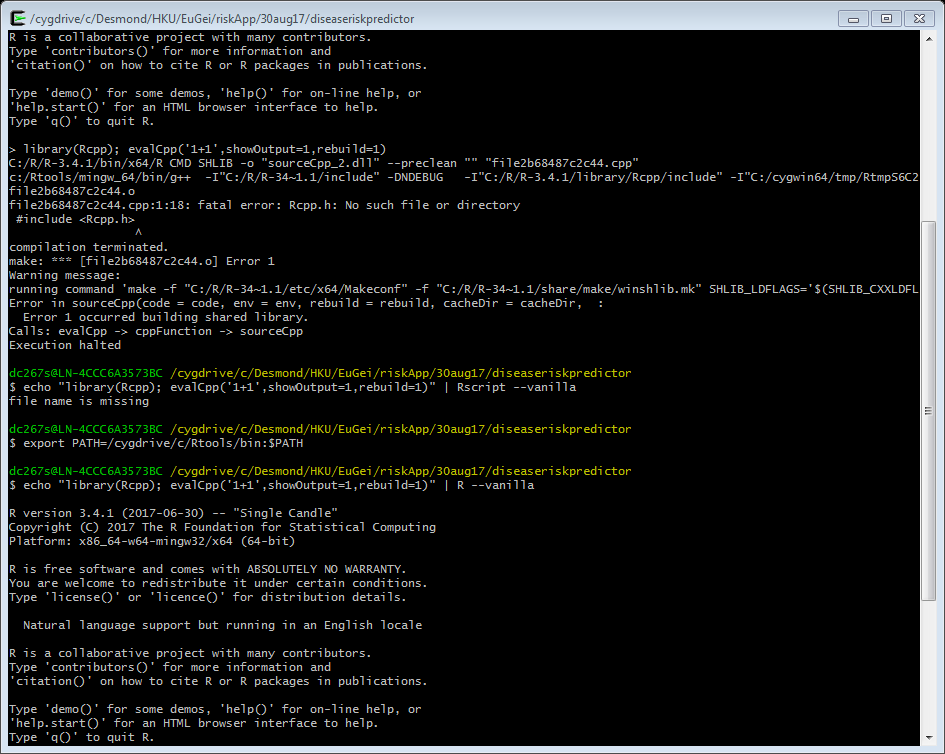 /cygdrive/c/Desmond/HKU/EuGei/riskApp/30aug17/diseaseriskpredictor
R is a collaborative project with many contributors.
Type 'contributors()' for more information and
'citation()' on how to cite R or R packages in publications.
Type 'demo()' for some demos, 'help()' for on-line help, or
'help.start()' for an HTML browser interface to help.
Type 'q()' to quit R.
> library(Rcpp); evalCpp('1+1',showOutput=1,rebuild=1)
C:/R/R-3.4.1/bin/x64/R CMD SHLIB -o "sourceCpp_2.dll" --preclean "" "file2b68487c2c44.cpp"
c:/Rtools/mingw_64/bin/g++  -I"C:/R/R-34~1.1/include" -DNDEBUG   -I"C:/R/R-3.4.1/library/Rcpp/include" -I"C:/cygwin64/tmp/RtmpS6C2
file2b68487c2c44.o
file2b68487c2c44.cpp:1:18: fatal error: Rcpp.h: No such file or directory
 #include <Rcpp.h>
                  ^
compilation terminated.
make: *** [file2b68487c2c44.o] Error 1
Warning message:
running command 'make -f "C:/R/R-34~1.1/etc/x64/Makeconf" -f "C:/R/R-34~1.1/share/make/winshlib.mk" SHLIB_LDFLAGS='$(SHLIB_CXXLDFL
Error in sourceCpp(code = code, env = env, rebuild = rebuild, cacheDir = cacheDir,  :
  Error 1 occurred building shared library.
Calls: evalCpp -> cppFunction -> sourceCpp
Execution halted
dc267s@LN-4CCC6A3573BC /cygdrive/c/Desmond/HKU/EuGei/riskApp/30aug17/diseaseriskpredictor
$ echo "library(Rcpp); evalCpp('1+1',showOutput=1,rebuild=1)" | Rscript --vanilla
file name is missing
dc267s@LN-4CCC6A3573BC /cygdrive/c/Desmond/HKU/EuGei/riskApp/30aug17/diseaseriskpredictor
$ export PATH=/cygdrive/c/Rtools/bin:$PATH
dc267s@LN-4CCC6A3573BC /cygdrive/c/Desmond/HKU/EuGei/riskApp/30aug17/diseaseriskpredictor
$ echo "library(Rcpp); evalCpp('1+1',showOutput=1,rebuild=1)" | R --vanilla
R version 3.4.1 (2017-06-30) -- "Single Candle"
Copyright (C) 2017 The R Foundation for Statistical Computing
Platform: x86_64-w64-mingw32/x64 (64-bit)
R is free software and comes with ABSOLUTELY NO WARRANTY.
You are welcome to redistribute it under certain conditions.
Type 'license()' or 'licence()' for distribution details.
  Natural language support but running in an English locale
R is a collaborative project with many contributors.
Type 'contributors()' for more information and
'citation()' on how to cite R or R packages in publications.
Type 'demo()' for some demos, 'help()' for on-line help, or
'help.start()' for an HTML browser interface to help.
Type 'q()' to quit R.